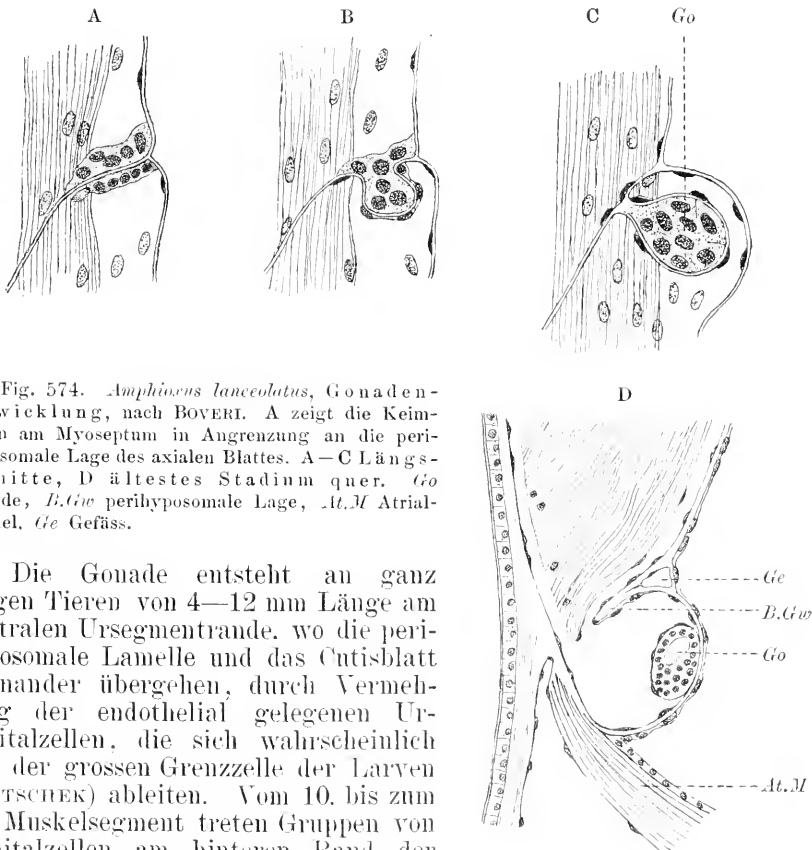 A B C Go
Fig. 574. Amphioxus lanceolatus, Gonaden-
wicklung, nach BOVERI. A zeigt die Keim-
am Myoseptum in Angrenzung an die peri-
somale Lage des axialen Blattes. A—C Längs-
nitte, D ältestes Stadium quer. Go
de, B.Gw perihyposomale Lage, At.M Atrial-
el, Ge Gefäss.
D
Ge
B.Gw
Go
At.M
Die Gonade entsteht an ganz
gen Tieren von 4—12 mm Länge am
tralen Ursegmentrande, wo die peri-
osomale Lamelle und das Cutisblatt
nander übergehen, durch Vermeh-
g der endothelial gelegenen Ur-
italzellen, die sich wahrscheinlich
der grossen Grenzzelle der Larven
TSCHEK) ableiten. Vom 10. bis zum
Muskelsegment treten Gruppen von
italzellen am hinteren Rand der